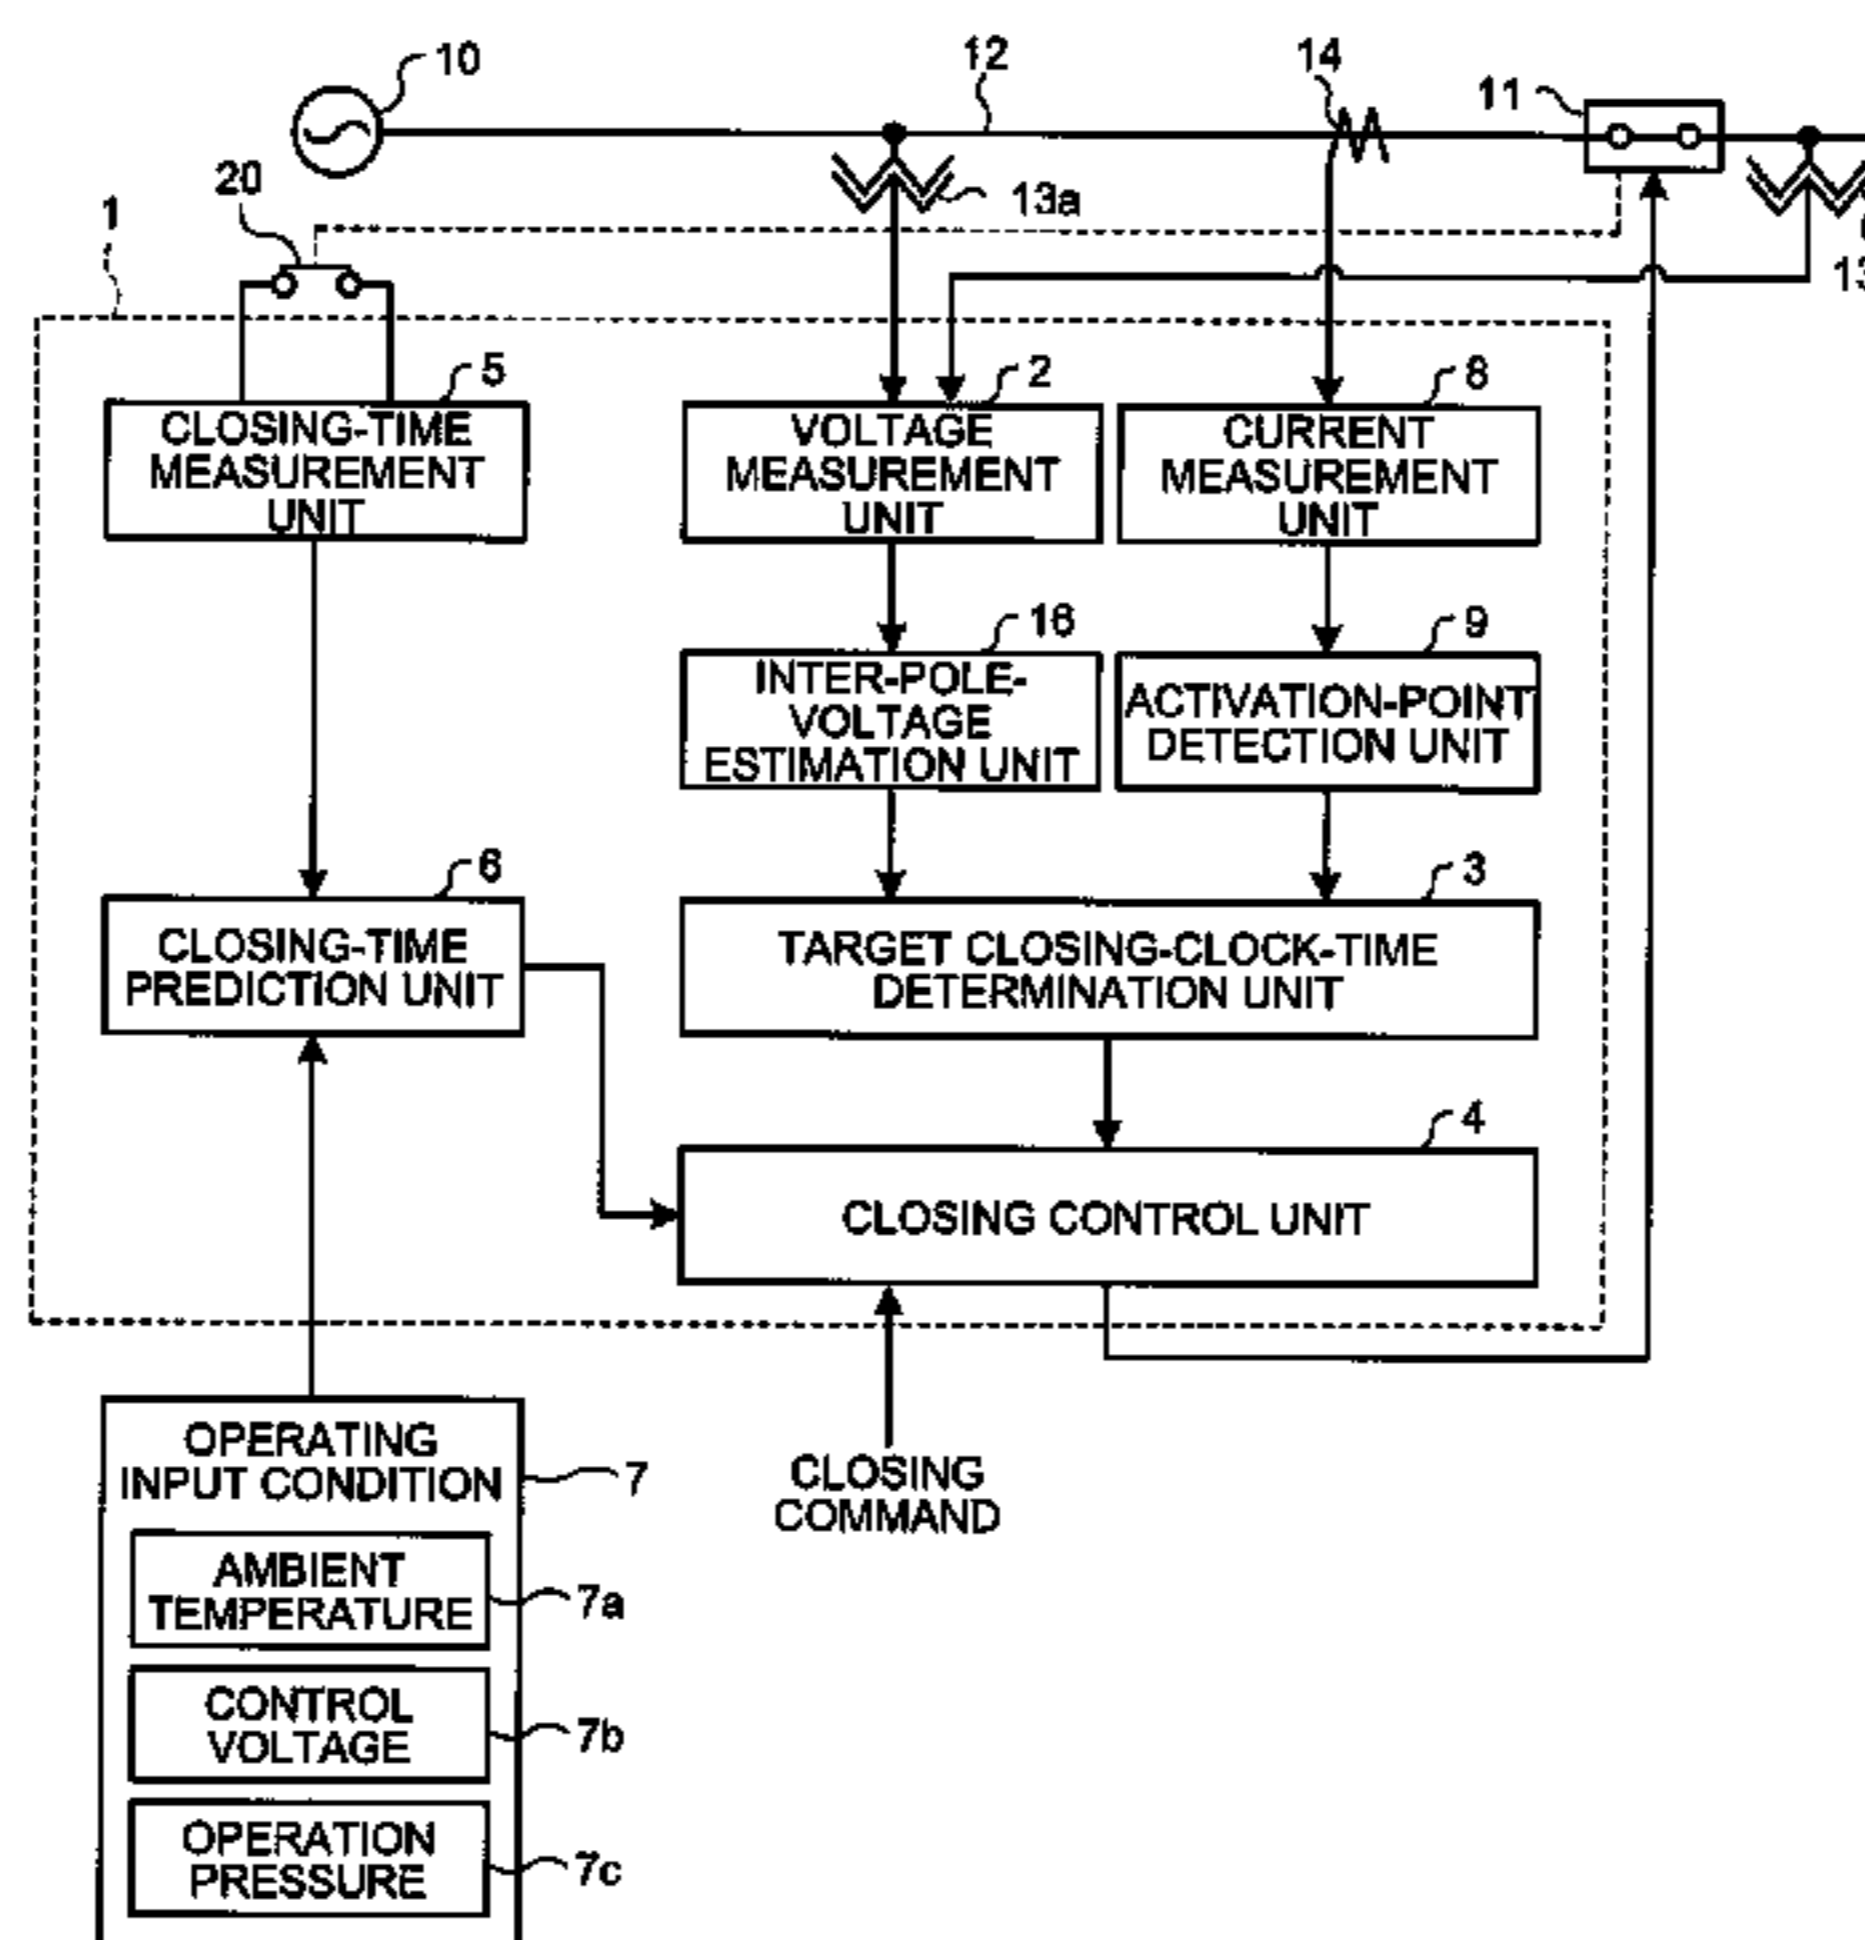 10
12
14
11
20
13a
1
13
5
2
8
CLOSING-TIME
MEASUREMENT
UNIT
VOLTAGE
MEASUREMENT
UNIT
CURRENT
MEASUREMENT
UNIT
16
9
INTER-POLE-
VOLTAGE
ESTIMATION UNIT
ACTIVATION-POINT
DETECTION UNIT
6
3
CLOSING-TIME
PREDICTION UNIT
TARGET CLOSING-CLOCK-TIME
DETERMINATION UNIT
4
CLOSING CONTROL UNIT
OPERATING
INPUT CONDITION
7
CLOSING
COMMAND
AMBIENT
TEMPERATURE
7a
CONTROL
VOLTAGE
7b
OPERATION
PRESSURE
7c